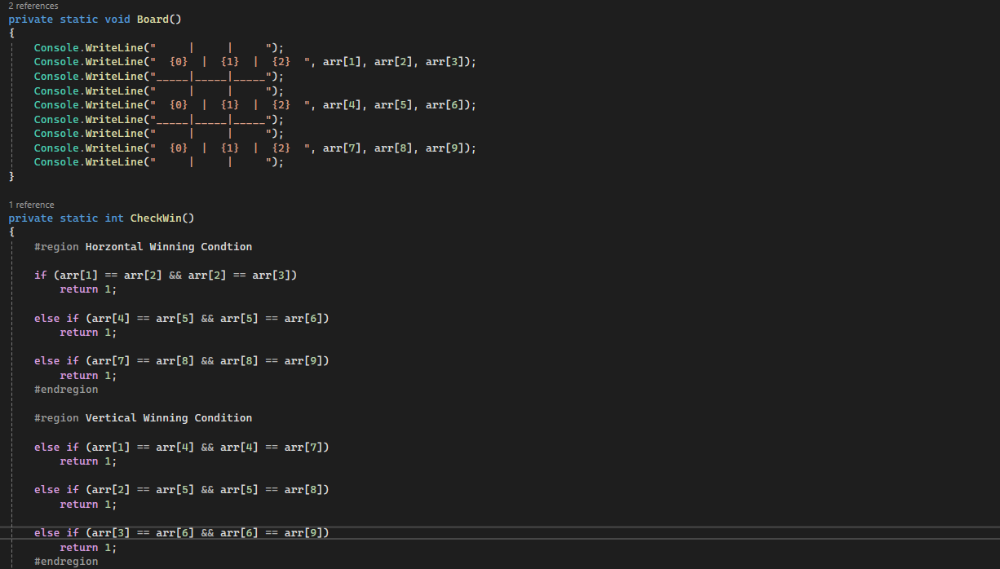 2 references
private static void Board()
{
    Console.WriteLine("     |     |     ");
    Console.WriteLine("  {0}  |  {1}  |  {2}  ", arr[1], arr[2], arr[3]);
    Console.WriteLine("_____|_____|_____");
    Console.WriteLine("     |     |     ");
    Console.WriteLine("  {0}  |  {1}  |  {2}  ", arr[4], arr[5], arr[6]);
    Console.WriteLine("_____|_____|_____");
    Console.WriteLine("     |     |     ");
    Console.WriteLine("  {0}  |  {1}  |  {2}  ", arr[7], arr[8], arr[9]);
    Console.WriteLine("     |     |     ");
}
1 reference
private static int CheckWin()
{
    #region Horzontal Winning Condtion
    if (arr[1] == arr[2] && arr[2] == arr[3])
        return 1;
    else if (arr[4] == arr[5] && arr[5] == arr[6])
        return 1;
    else if (arr[7] == arr[8] && arr[8] == arr[9])
        return 1;
    #endregion
    #region Vertical Winning Condition
    else if (arr[1] == arr[4] && arr[4] == arr[7])
        return 1;
    else if (arr[2] == arr[5] && arr[5] == arr[8])
        return 1;
    else if (arr[3] == arr[6] && arr[6] == arr[9])
        return 1;
    #endregion